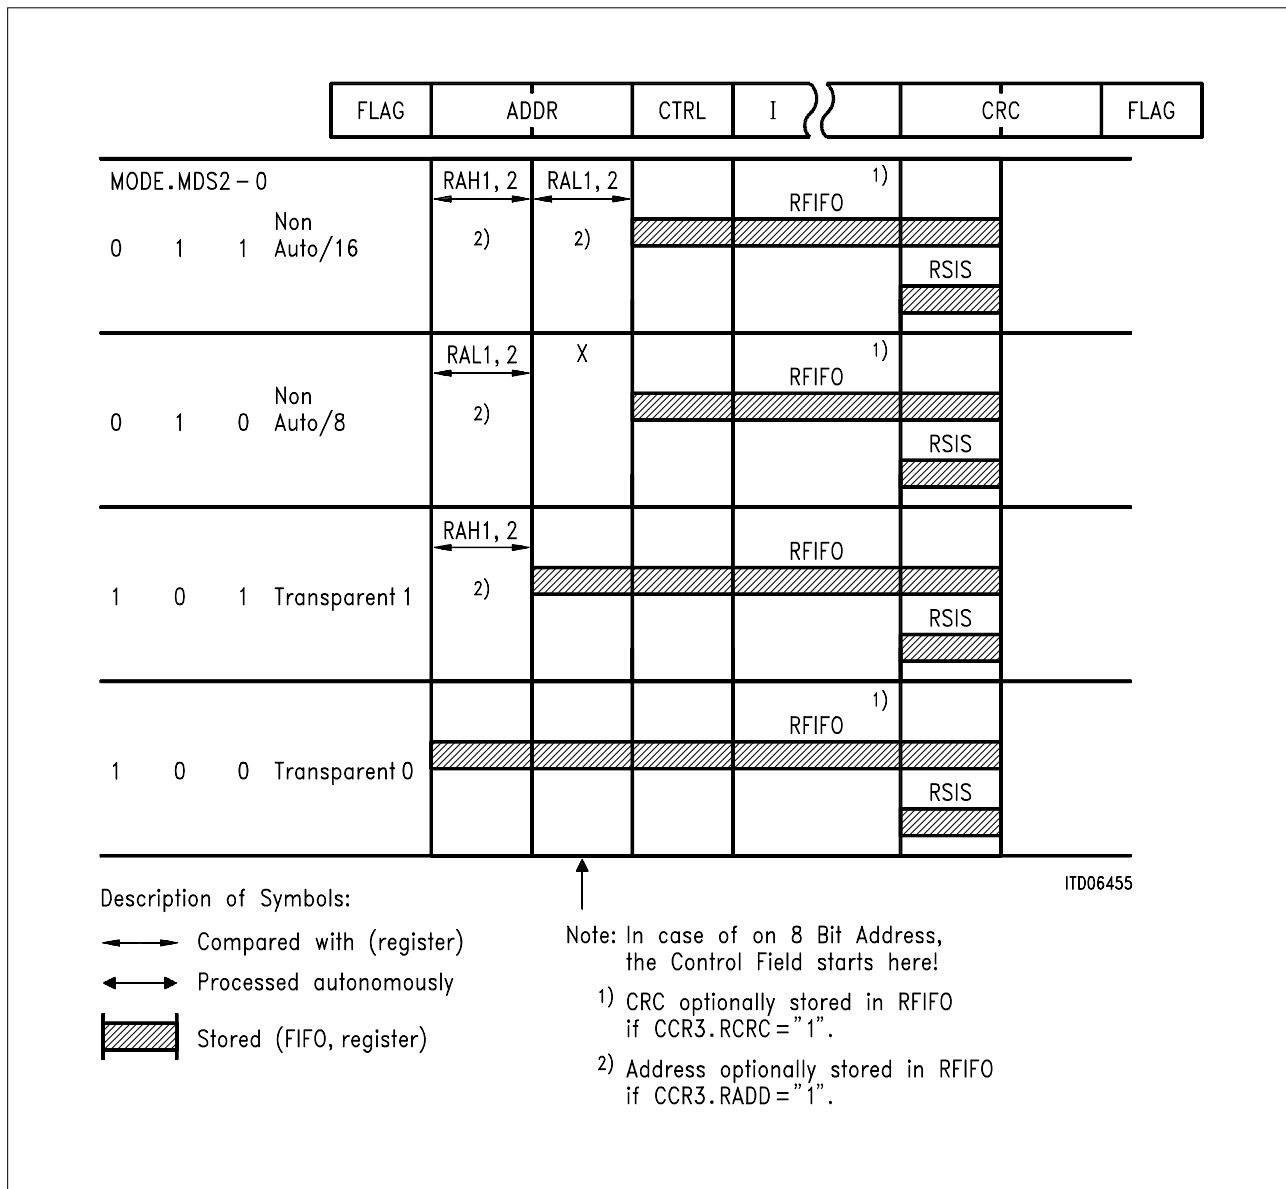 FLAG ADDR CTRL I CRC FLAG
MODE.MDS2-0 RAH1,2 RAL1,2 1)
RFIFO
0 1 1 Non Auto/16 2) 2)
RSIS
RAL1,2 X 1)
RFIFO
0 1 0 Non Auto/8 2)
RSIS
RAH1,2
RFIFO
1 0 1 Transparent 1 2)
RSIS
1)
RFIFO
1 0 0 Transparent 0
RSIS
ITD06455
Description of Symbols:
Compared with (register)
Processed autonomously
Stored (FIFO, register)
Note: In case of on 8 Bit Address,
the Control Field starts here!
1) CRC optionally stored in RFIFO
if CCR3.RCRC="1".
2) Address optionally stored in RFIFO
if CCR3.RADD="1".